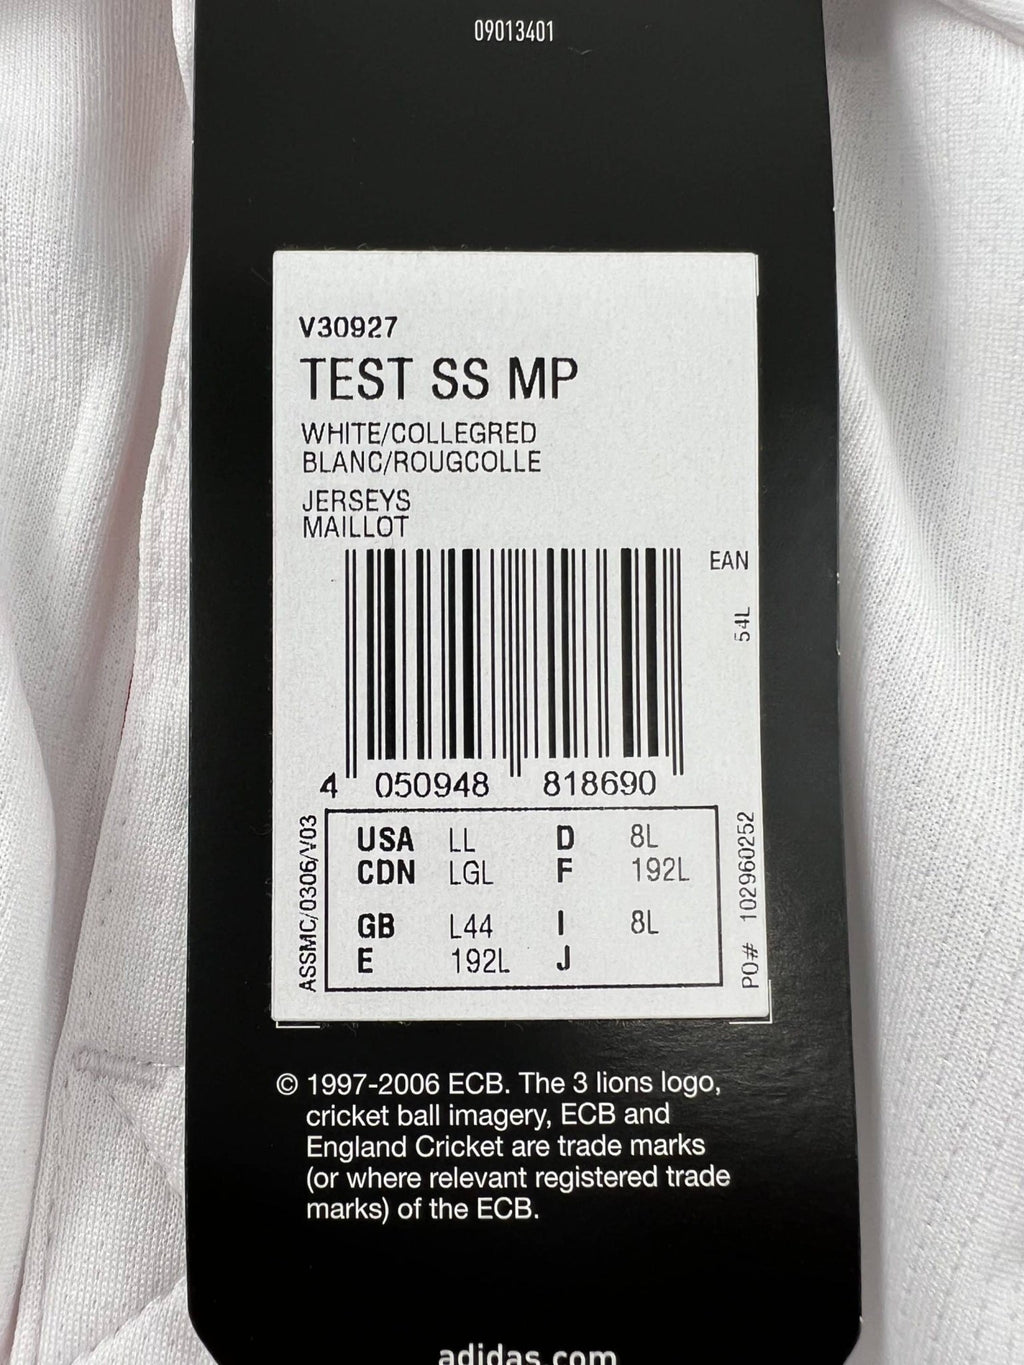 09013401
V30927
TEST SS MP
WHITE/COLLEGRED
BLANC/ROUGCOLLE
JERSEYS
MAILLOT
EAN
54L
4 050948 818690
ASSMC/0306/V03
USA LL D 8L
CDN LGL F 192L
GB L44 I 8L
E 192L J
PO# 102960252
© 1997-2006 ECB. The 3 lions logo,
cricket ball imagery, ECB and
England Cricket are trade marks
(or where relevant registered trade
marks) of the ECB.
adidas.com